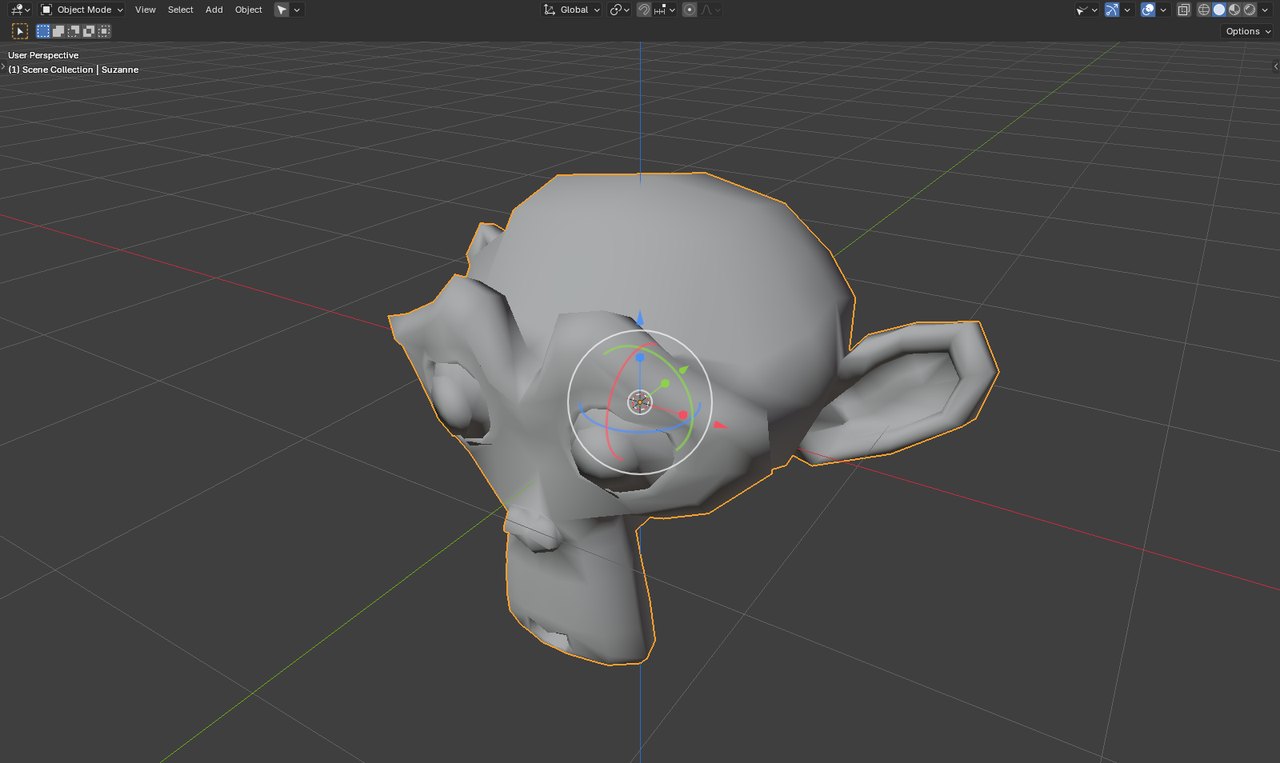 Object Mode View Select Add Object Global
Options
User Perspective
(1) Scene Collection | Suzanne